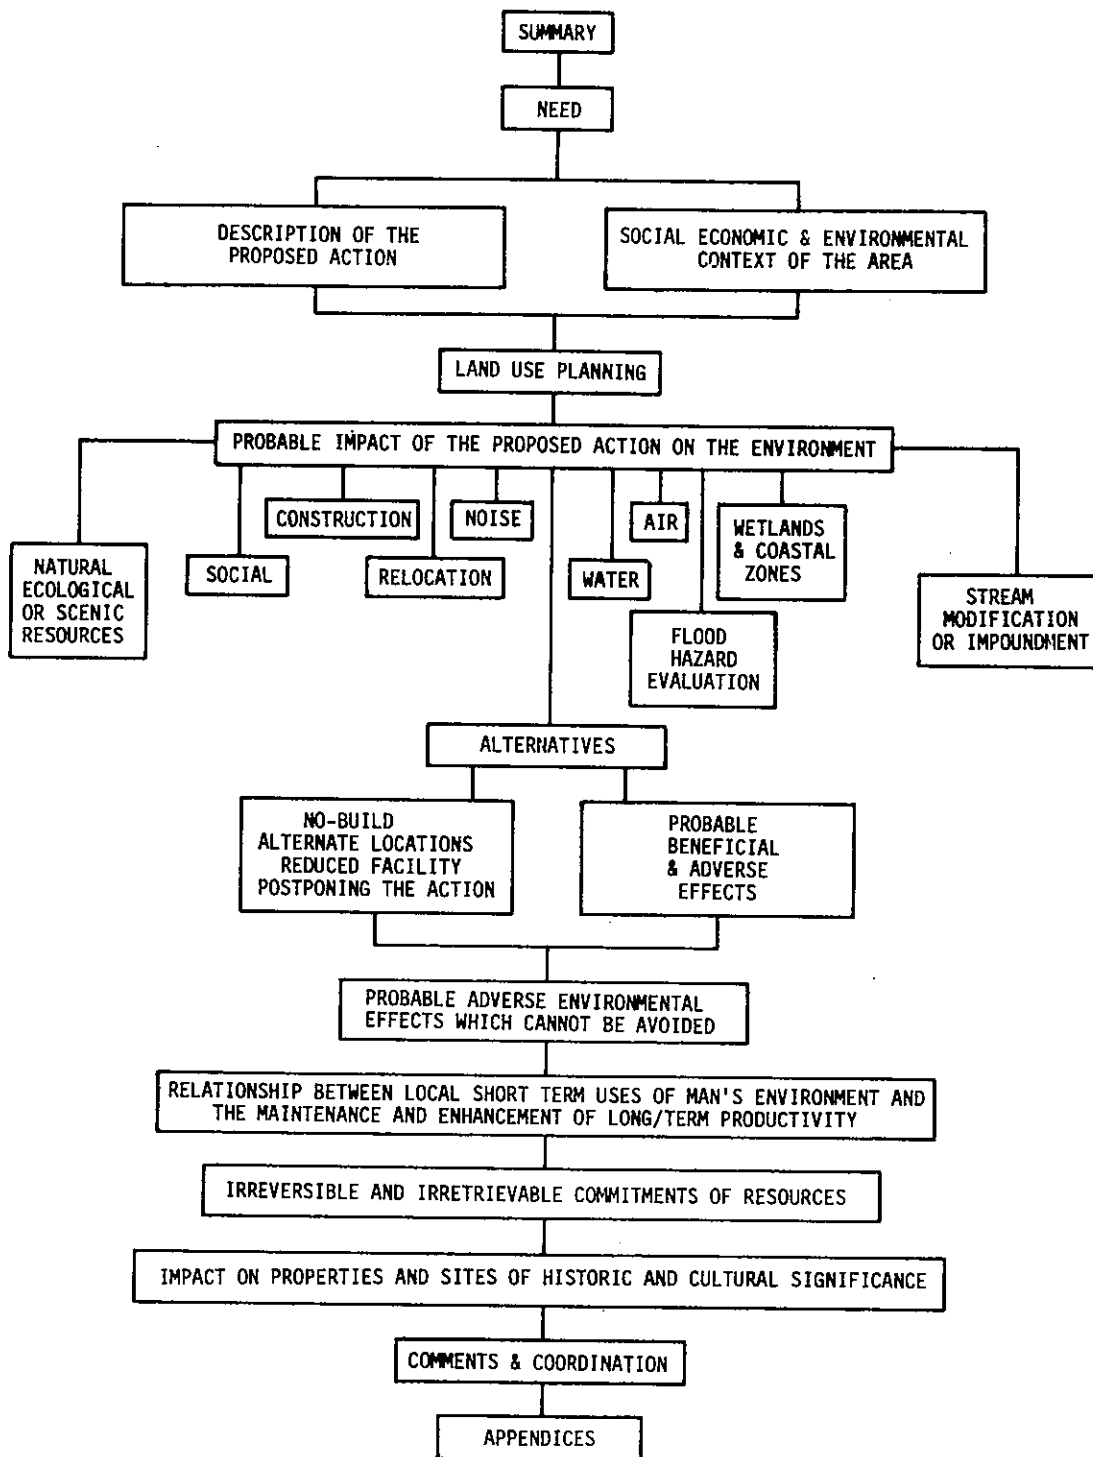 SUMMARY
NEED
DESCRIPTION OF THE
PROPOSED ACTION
SOCIAL ECONOMIC & ENVIRONMENTAL
CONTEXT OF THE AREA
LAND USE PLANNING
PROBABLE IMPACT OF THE PROPOSED ACTION ON THE ENVIRONMENT
NATURAL
ECOLOGICAL
OR SCENIC
RESOURCES
SOCIAL
CONSTRUCTION
RELOCATION
NOISE
WATER
AIR
FLOOD
HAZARD
EVALUATION
WETLANDS
& COASTAL
ZONES
STREAM
MODIFICATION
OR IMPOUNDMENT
ALTERNATIVES
NO-BUILD
ALTERNATE LOCATIONS
REDUCED FACILITY
POSTPONING THE ACTION
PROBABLE
BENEFICIAL
& ADVERSE
EFFECTS
PROBABLE ADVERSE ENVIRONMENTAL
EFFECTS WHICH CANNOT BE AVOIDED
RELATIONSHIP BETWEEN LOCAL SHORT TERM USES OF MAN'S ENVIRONMENT AND
THE MAINTENANCE AND ENHANCEMENT OF LONG/TERM PRODUCTIVITY
IRREVERSIBLE AND IRRETRIEVABLE COMMITMENTS OF RESOURCES
IMPACT ON PROPERTIES AND SITES OF HISTORIC AND CULTURAL SIGNIFICANCE
COMMENTS & COORDINATION
APPENDICES